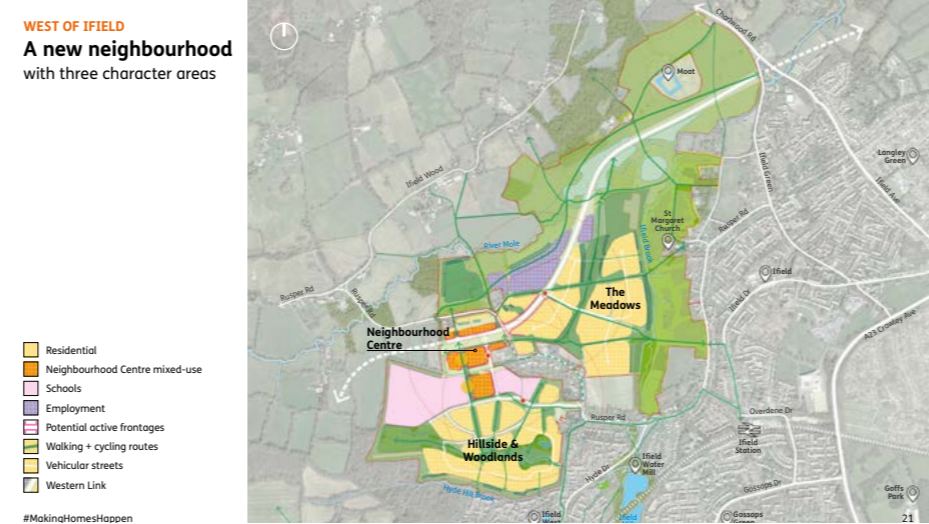 WEST OF IFIELD
A new neighbourhood
with three character areas
Charlwood Rd
Moat
Langley
Green
Ifield Green
Ifield Ave
Ifield Wood
St
Margaret
Church
Rusper Rd
River Mole
Ifield Brook
Ifield
Ifield Dr
Rusper Rd
Rusper Rd
The
Meadows
A23 Crawley Ave
Neighbourhood
Centre
Residential
Neighbourhood Centre mixed-use
Schools
Employment
Potential active frontages
Walking + cycling routes
Vehicular streets
Western Link
Rusper Rd
Overdene Dr
Ifield
Station
Hillside &
Woodlands
Ifield
Water
Mill
Hyde Dr
Hyde Hill Brook
Gossops Dr
Goffs
Park
Ifield
West
Ifield
Gossops
Green
#MakingHomesHappen
21